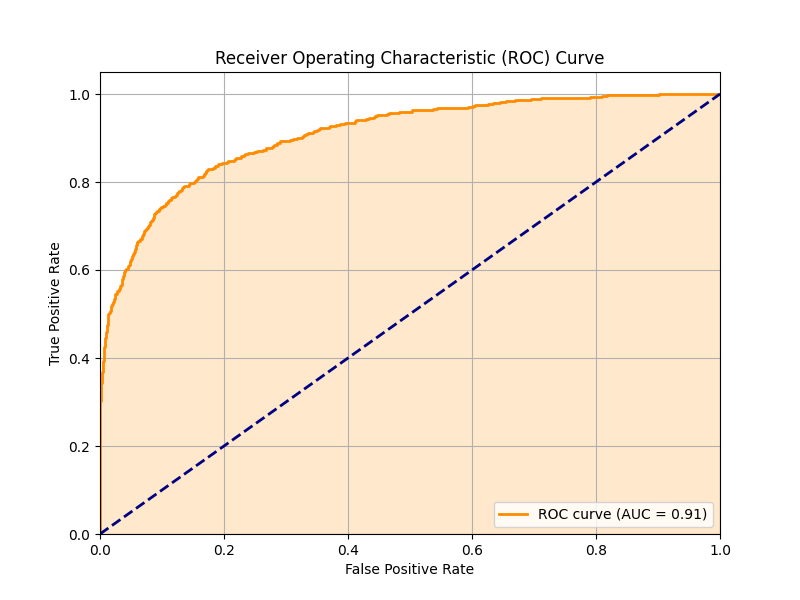 Receiver Operating Characteristic (ROC) Curve
True Positive Rate
1.0
0.8
0.6
0.4
0.2
0.0
ROC curve (AUC = 0.91)
0.0 0.2 0.4 0.6 0.8 1.0
False Positive Rate